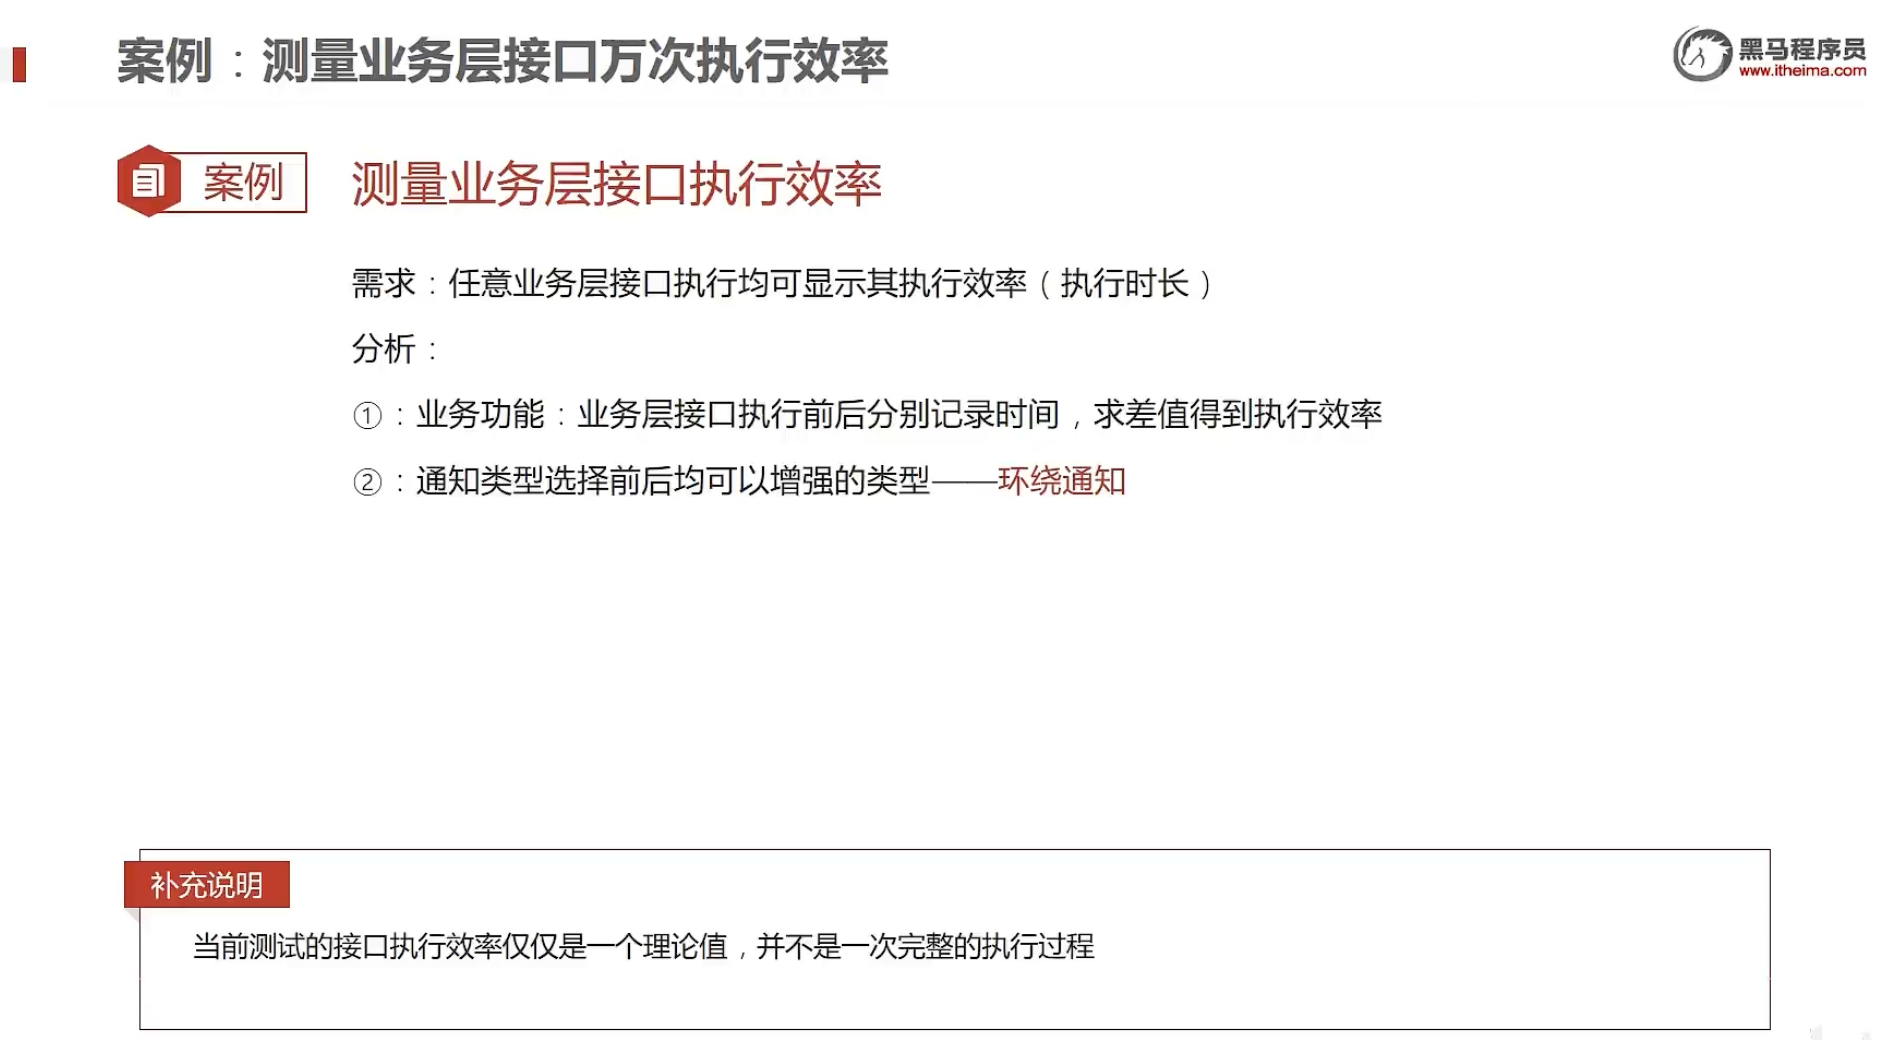 案例：测量业务层接口万次执行效率
黑马程序员
www.itheima.com
案例
测量业务层接口执行效率
需求：任意业务层接口执行均可显示其执行效率（执行时长）
分析：
①：业务功能：业务层接口执行前后分别记录时间，求差值得到执行效率
②：通知类型选择前后均可以增强的类型——环绕通知
补充说明
当前测试的接口执行效率仅仅是一个理论值，并不是一次完整的执行过程